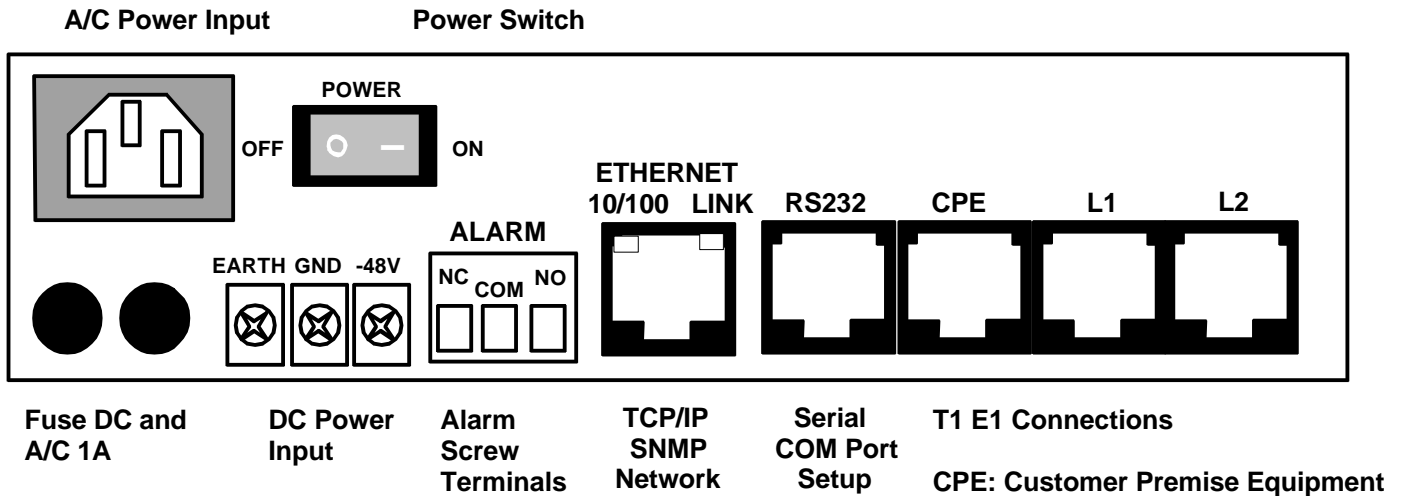 A/C Power Input
Power Switch
POWER
OFF
ON
ETHERNET
10/100 LINK
RS232
CPE
L1
L2
ALARM
EARTH GND -48V
NC COM NO
Fuse DC and
A/C 1A
DC Power
Input
Alarm
Screw
Terminals
TCP/IP
SNMP
Network
Serial
COM Port
Setup
T1 E1 Connections
CPE: Customer Premise Equipment